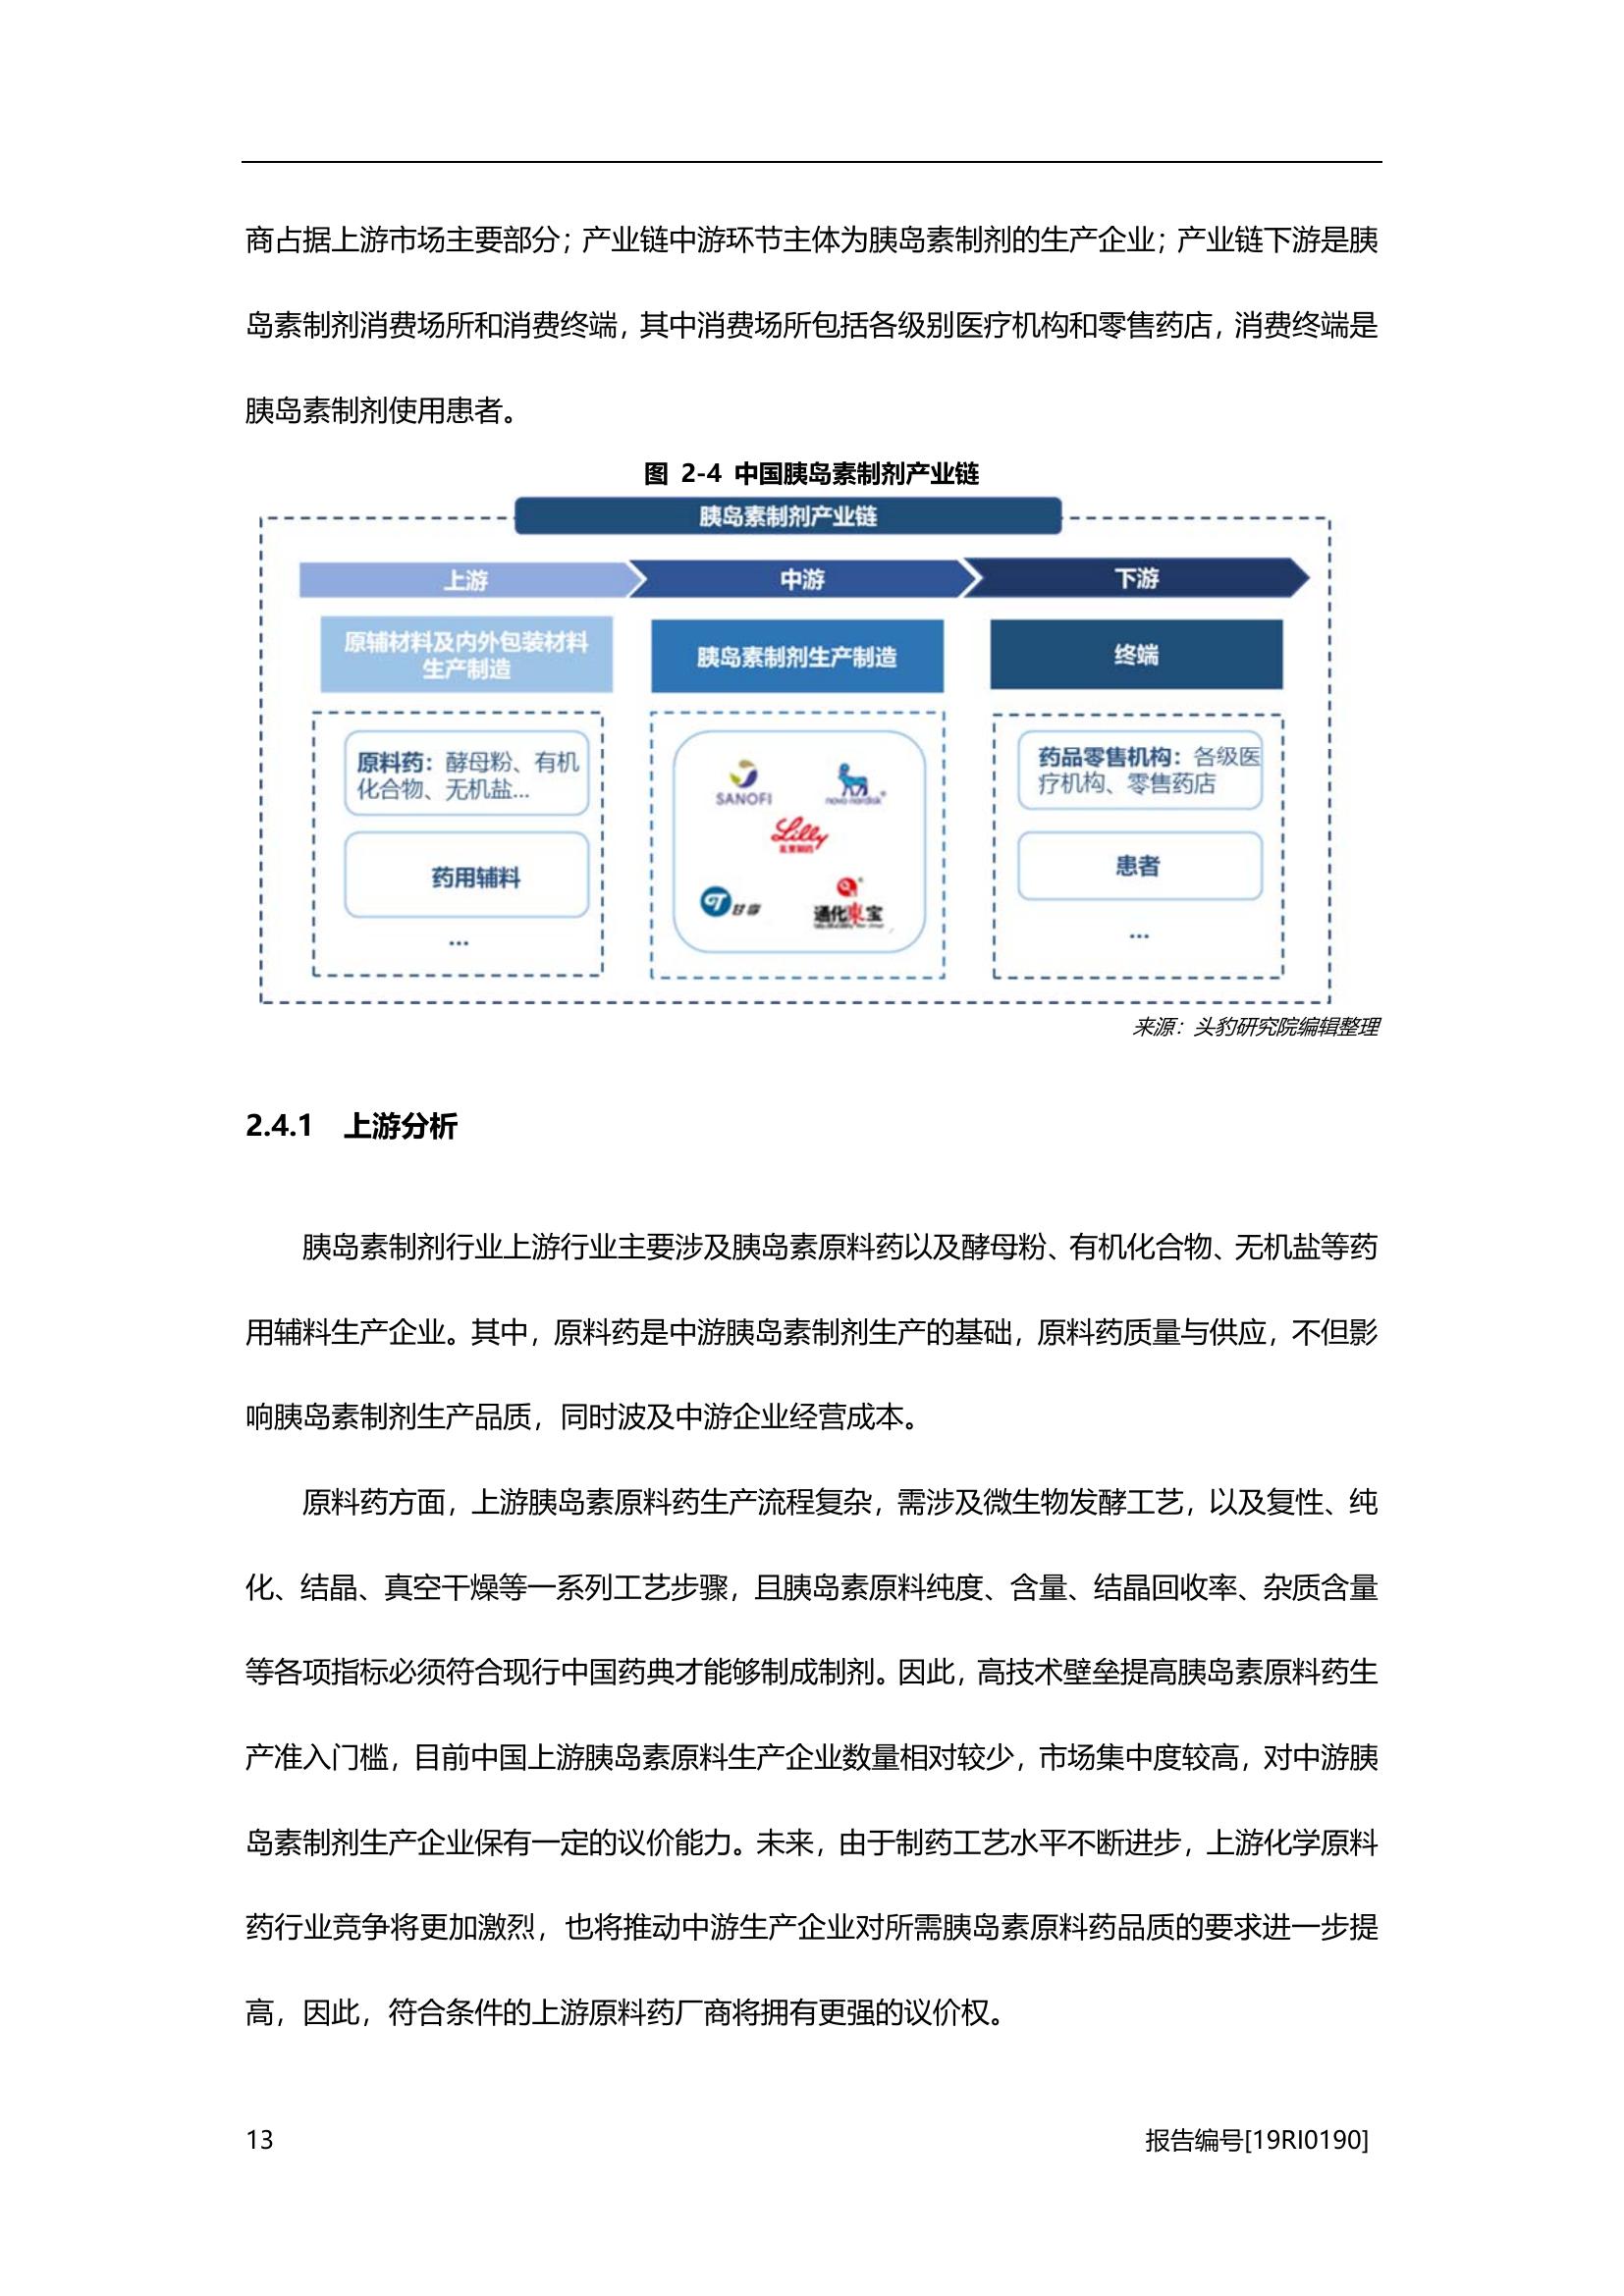 商占据上游市场主要部分；产业链中游环节主体为胰岛素制剂的生产企业；产业链下游是胰
岛素制剂消费场所和消费终端，其中消费场所包括各级别医疗机构和零售药店，消费终端是
胰岛素制剂使用患者。
图 2-4 中国胰岛素制剂产业链
胰岛素制剂产业链
上游
中游
下游
原辅材料及内外包装材料
生产制造
胰岛素制剂生产制造
终端
原料药：酵母粉、有机
化合物、无机盐...
药用辅料
...
SANOFI
novo nordisk
Lilly
通化東宝
药品零售机构：各级医
疗机构、零售药店
患者
...
来源：头豹研究院编辑整理
2.4.1 上游分析
胰岛素制剂行业上游行业主要涉及胰岛素原料药以及酵母粉、有机化合物、无机盐等药
用辅料生产企业。其中，原料药是中游胰岛素制剂生产的基础，原料药质量与供应，不但影
响胰岛素制剂生产品质，同时波及中游企业经营成本。
原料药方面，上游胰岛素原料药生产流程复杂，需涉及微生物发酵工艺，以及复性、纯
化、结晶、真空干燥等一系列工艺步骤，且胰岛素原料纯度、含量、结晶回收率、杂质含量
等各项指标必须符合现行中国药典才能够制成制剂。因此，高技术壁垒提高胰岛素原料药生
产准入门槛，目前中国上游胰岛素原料生产企业数量相对较少，市场集中度较高，对中游胰
岛素制剂生产企业保有一定的议价能力。未来，由于制药工艺水平不断进步，上游化学原料
药行业竞争将更加激烈，也将推动中游生产企业对所需胰岛素原料药品质的要求进一步提
高，因此，符合条件的上游原料药厂商将拥有更强的议价权。
13
报告编号[19RI0190]